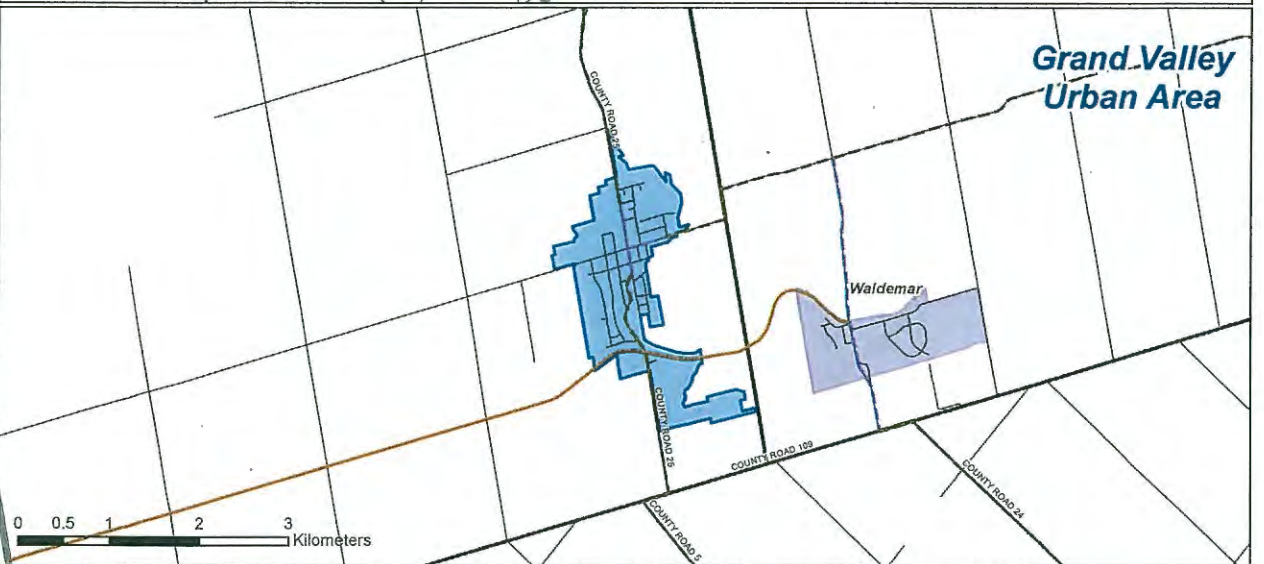 Grand Valley
Urban Area
COUNTY ROAD 25
Waldemar
COUNTY ROAD 25
COUNTY ROAD 109
COUNTY ROAD 24
COUNTY ROAD 5
0 0.5 1 2 3
Kilometers